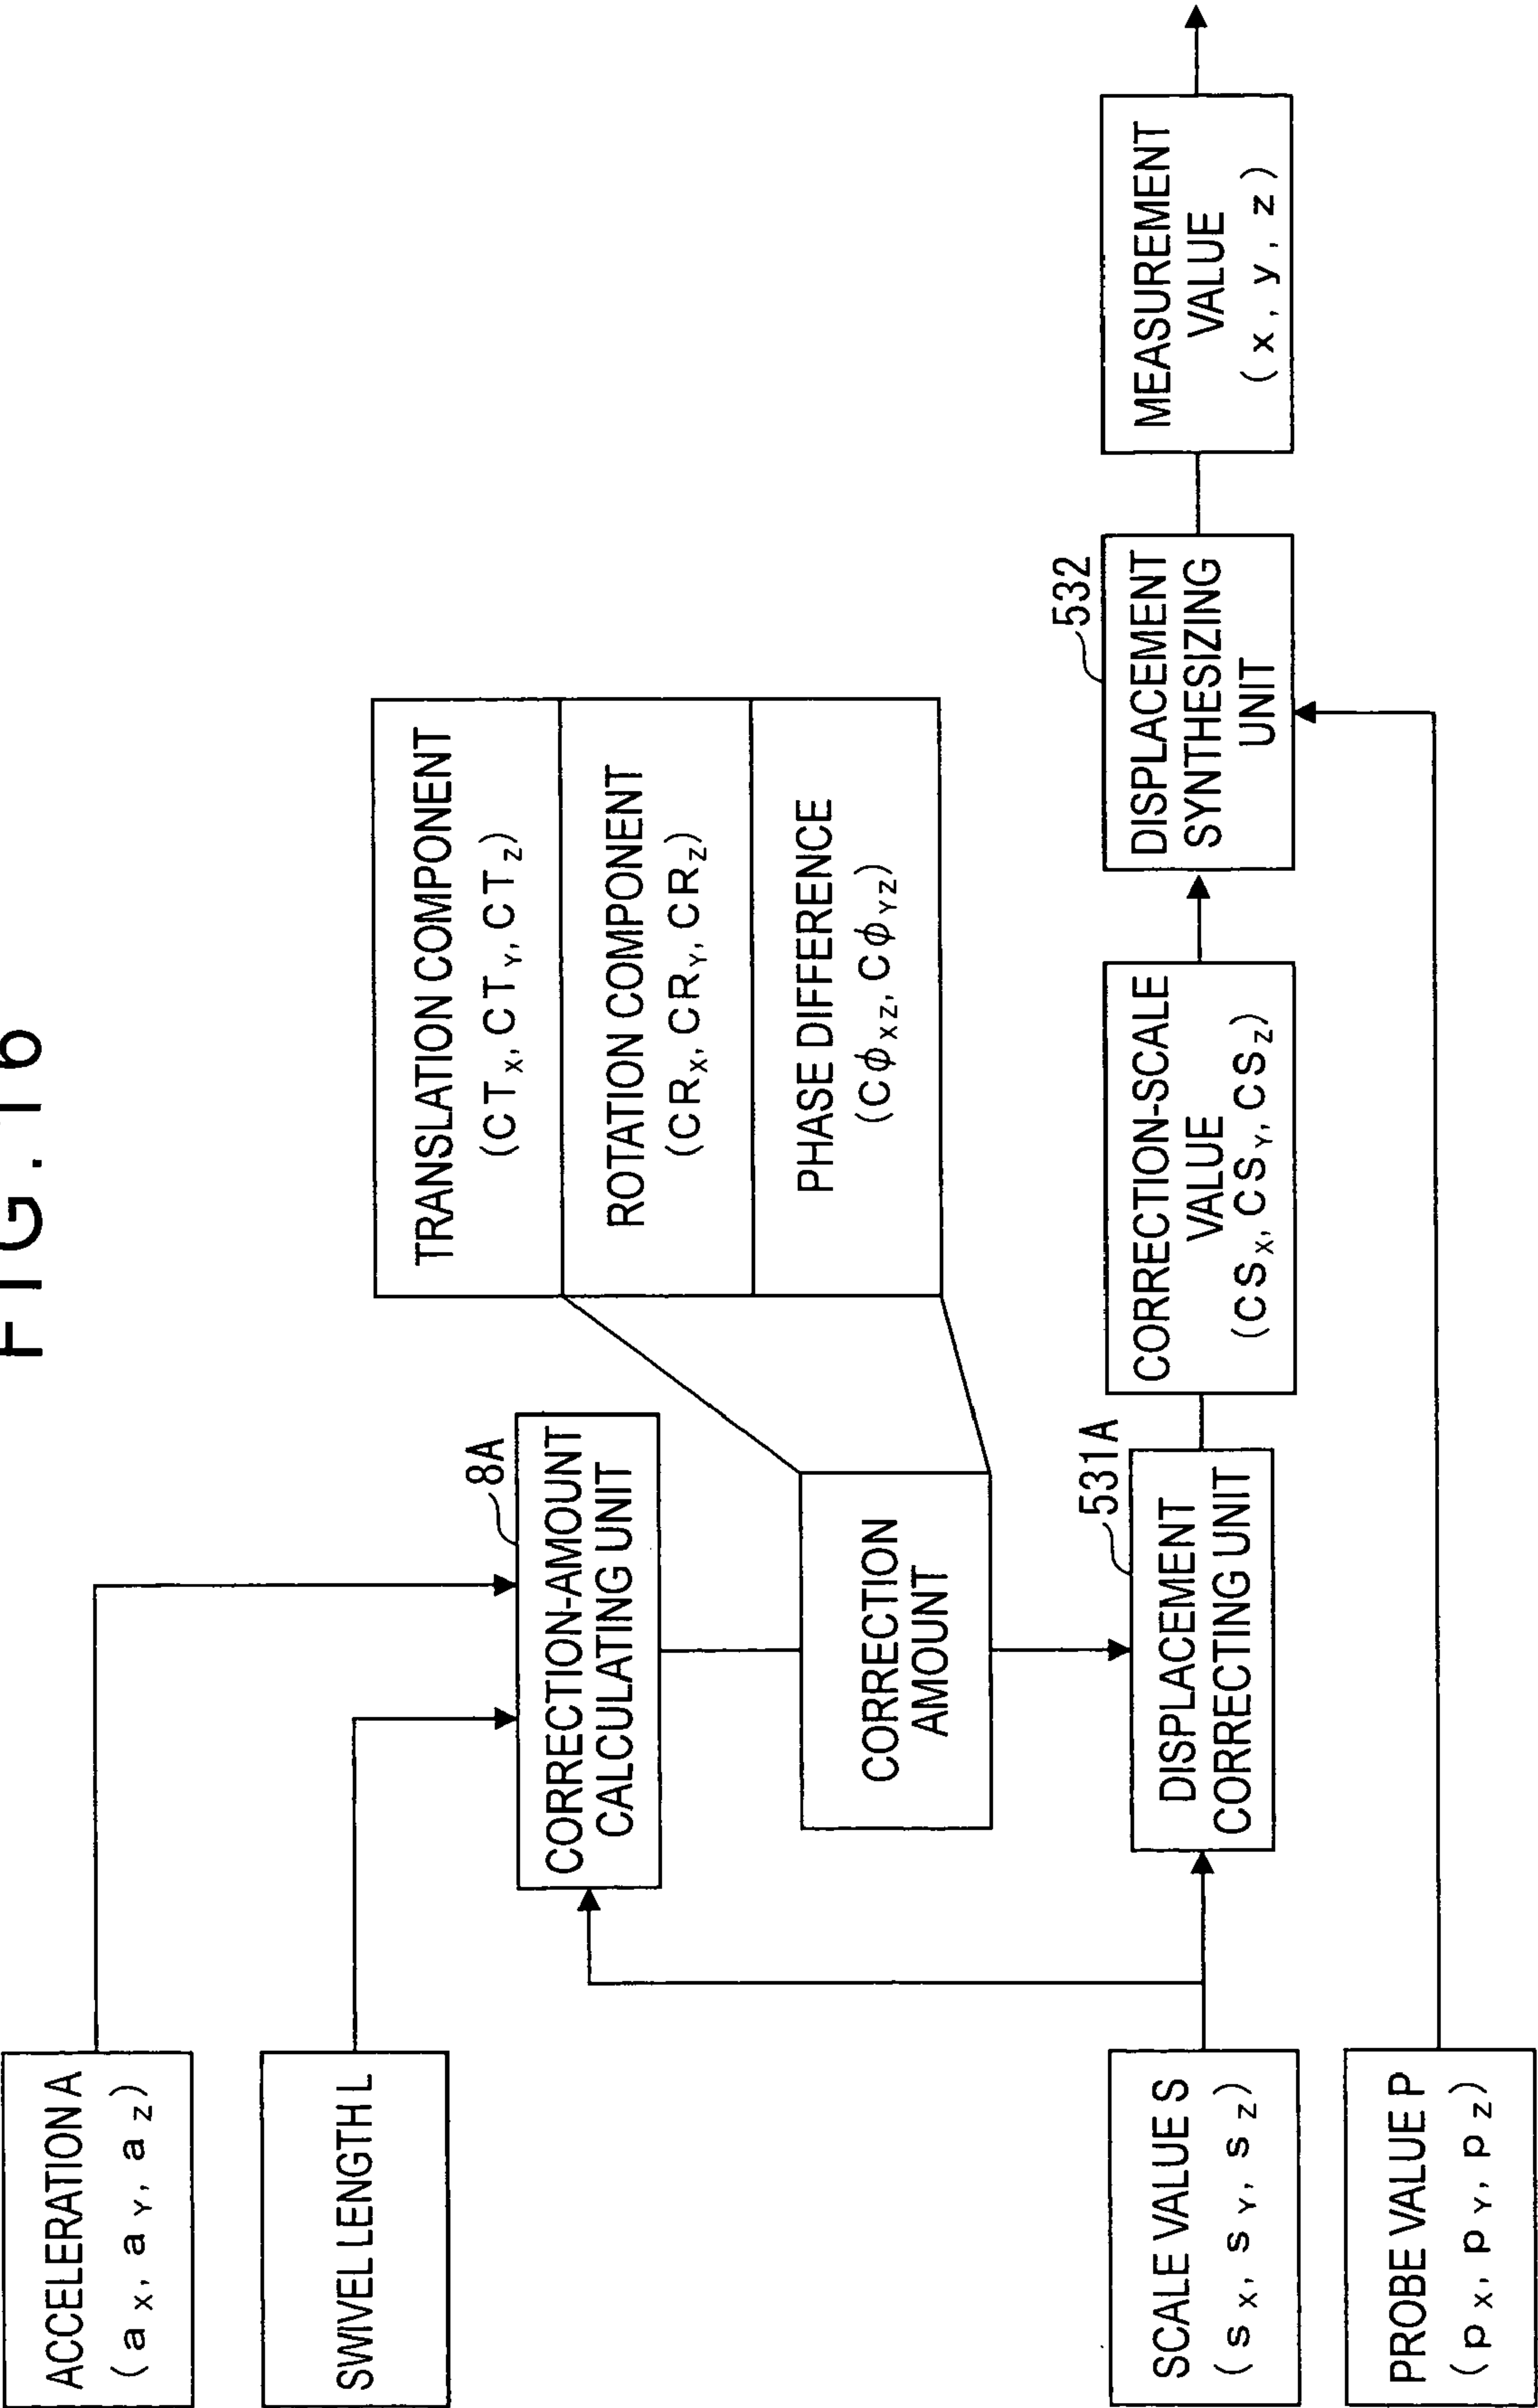 FIG. 16
ACCELERATION A
(aX, aY, aZ)
SWIVEL LENGTH L
8A
CORRECTION-AMOUNT
CALCULATING UNIT
TRANSLATION COMPONENT
(CTX, CTY, CTZ)
ROTATION COMPONENT
(CRX, CRY, CRZ)
PHASE DIFFERENCE
(CϕXZ, CϕYZ)
CORRECTION
AMOUNT
SCALE VALUE S
(sX, sY, sZ)
531A
DISPLACEMENT
CORRECTING UNIT
CORRECTION-SCALE
VALUE
(CSX, CSY, CSZ)
532
DISPLACEMENT
SYNTHESIZING
UNIT
MEASUREMENT
VALUE
(x, y, z)
PROBE VALUE P
(pX, pY, pZ)